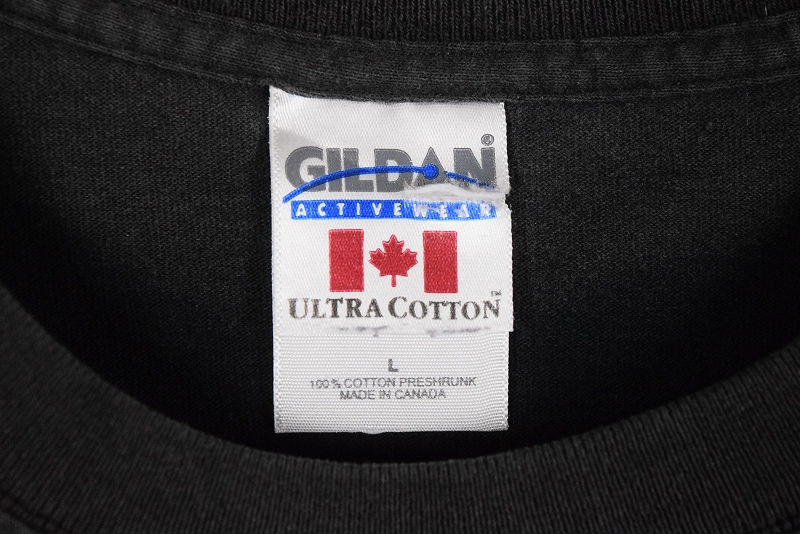 GILDAN®
ACTIVEWEAR
ULTRA COTTON™
L
100% COTTON PRESHRUNK
MADE IN CANADA